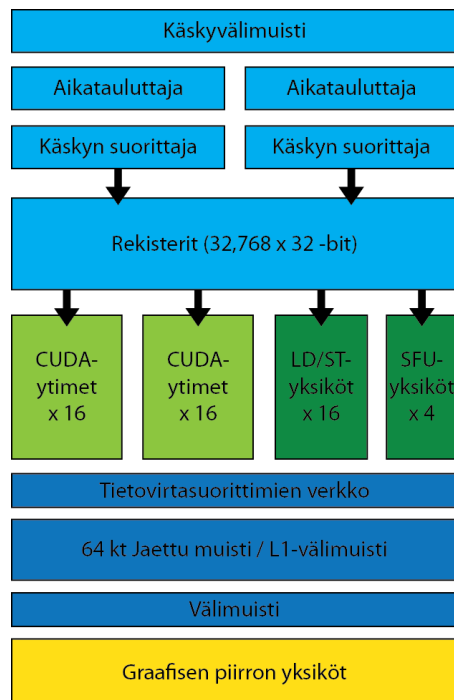 Käskyvälimuisti
Aikatauluttaja
Aikatauluttaja
Käskyn suorittaja
Käskyn suorittaja
Rekisterit (32,768 x 32 -bit)
CUDA-
ytimet
x 16
CUDA-
ytimet
x 16
LD/ST-
yksiköt
x 16
SFU-
yksiköt
x 4
Tietovirtasuorittimien verkko
64 kt Jaettu muisti / L1-välimuisti
Välimuisti
Graafisen piirron yksiköt